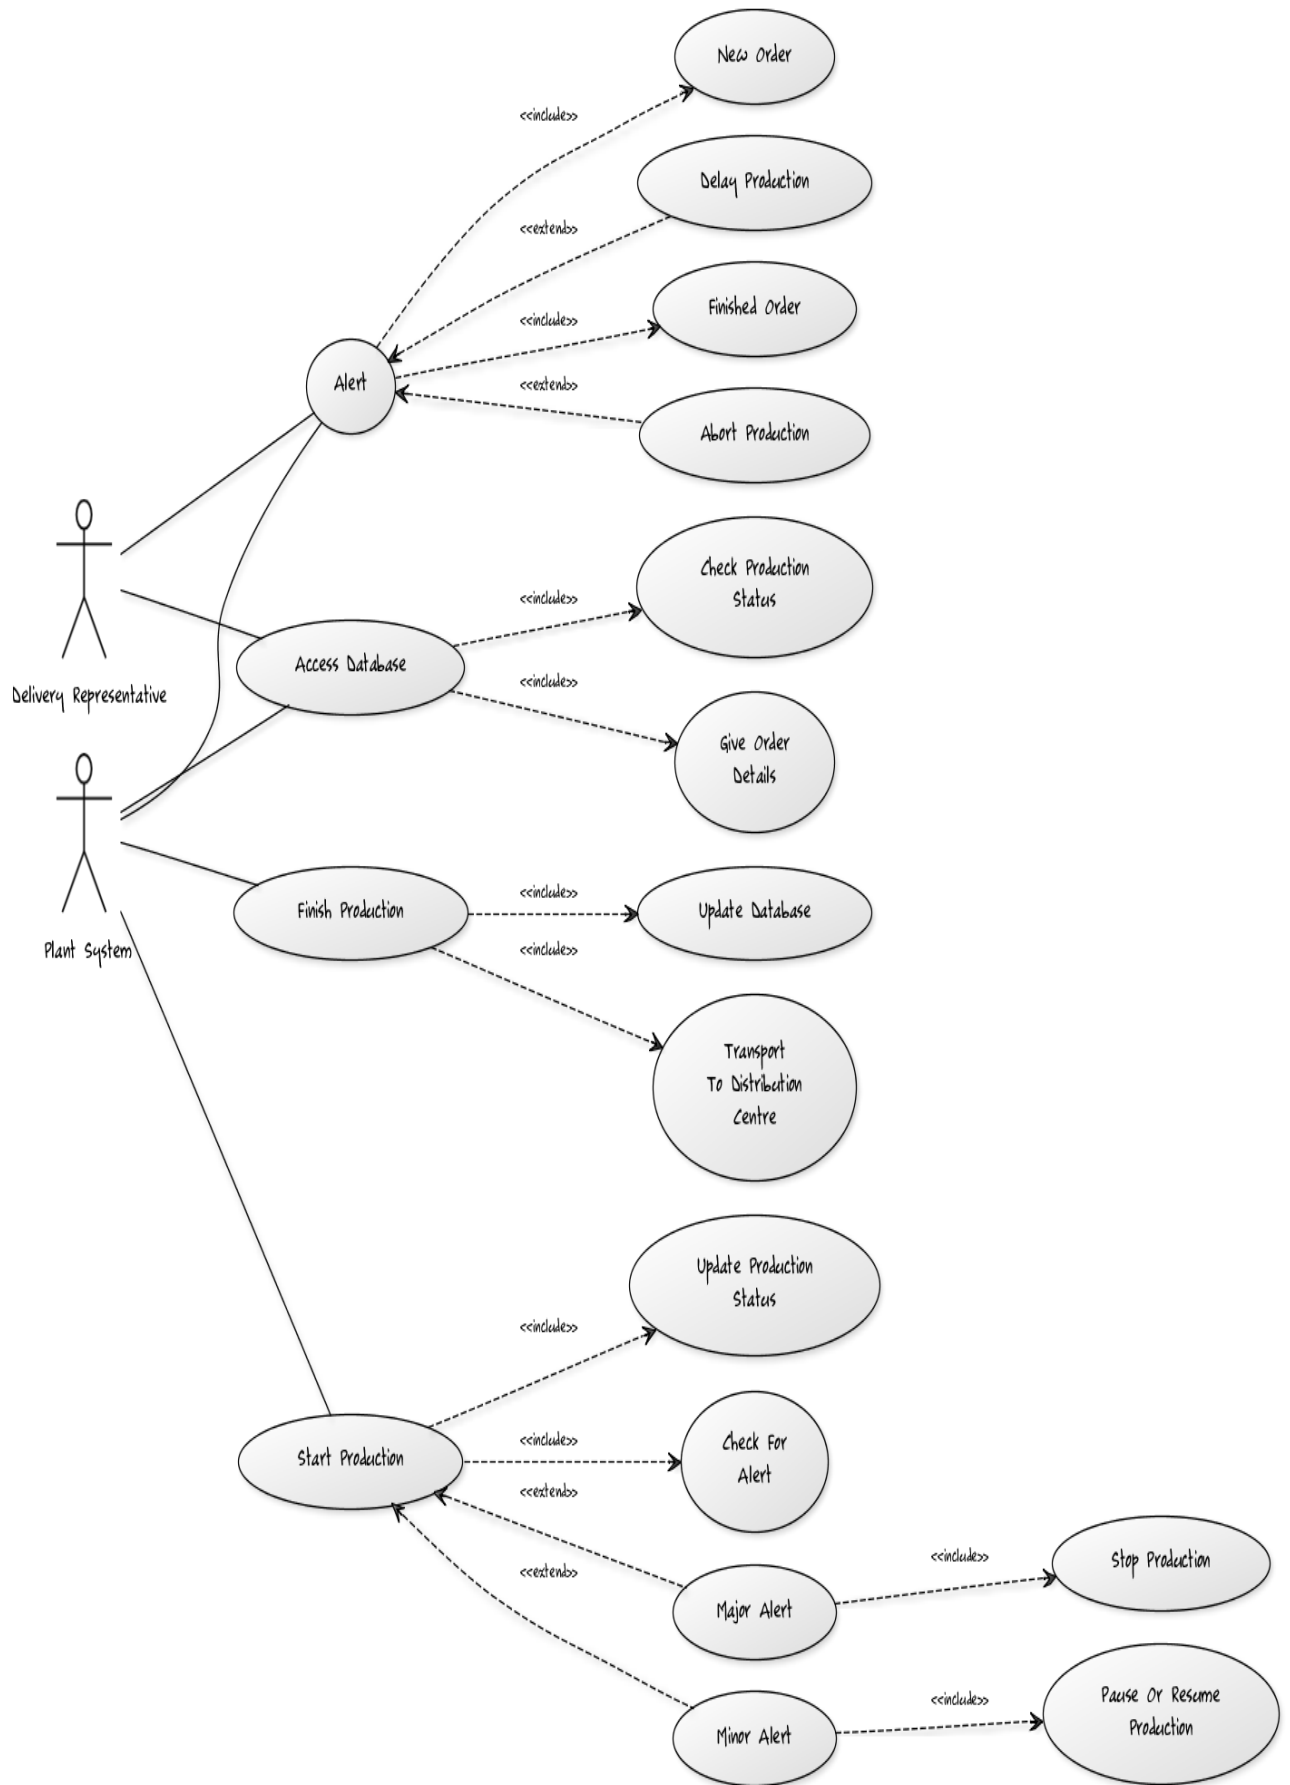 New Order
<<include>>
Delay Production
<<extend>>
Finished Order
<<include>>
Alert
<<extend>>
Abort Production
Check Production
Status
<<include>>
Access Database
Delivery Representative
<<include>>
Give Order
Details
<<include>>
Finish Production
Update Database
Plant System
<<include>>
Transport
To Distribution
Centre
Update Production
Status
<<include>>
Check For
Alert
<<include>>
Start Production
<<extend>>
<<extend>>
Major Alert
<<include>>
Stop Production
Minor Alert
<<include>>
Pause Or Resume
Production